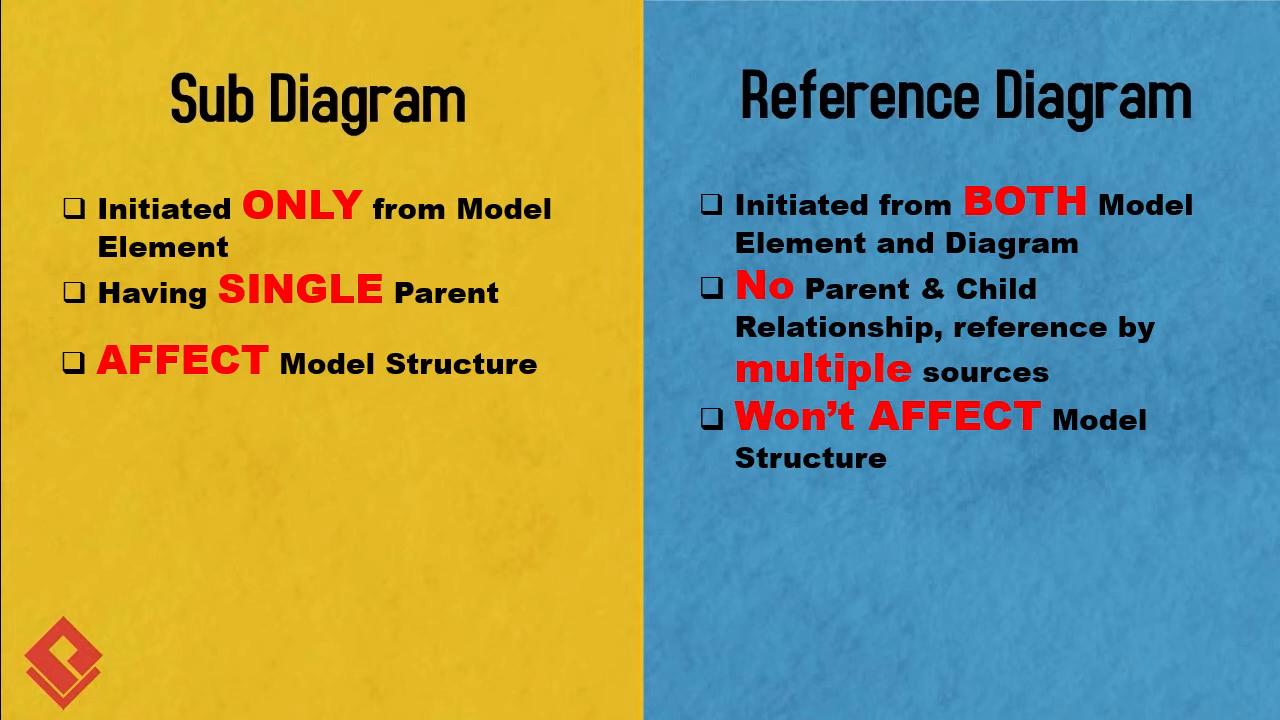 Sub Diagram
Initiated ONLY from Model
Element
Having SINGLE Parent
AFFECT Model Structure
Reference Diagram
Initiated from BOTH Model
Element and Diagram
No Parent & Child
Relationship, reference by
multiple sources
Won’t AFFECT Model
Structure